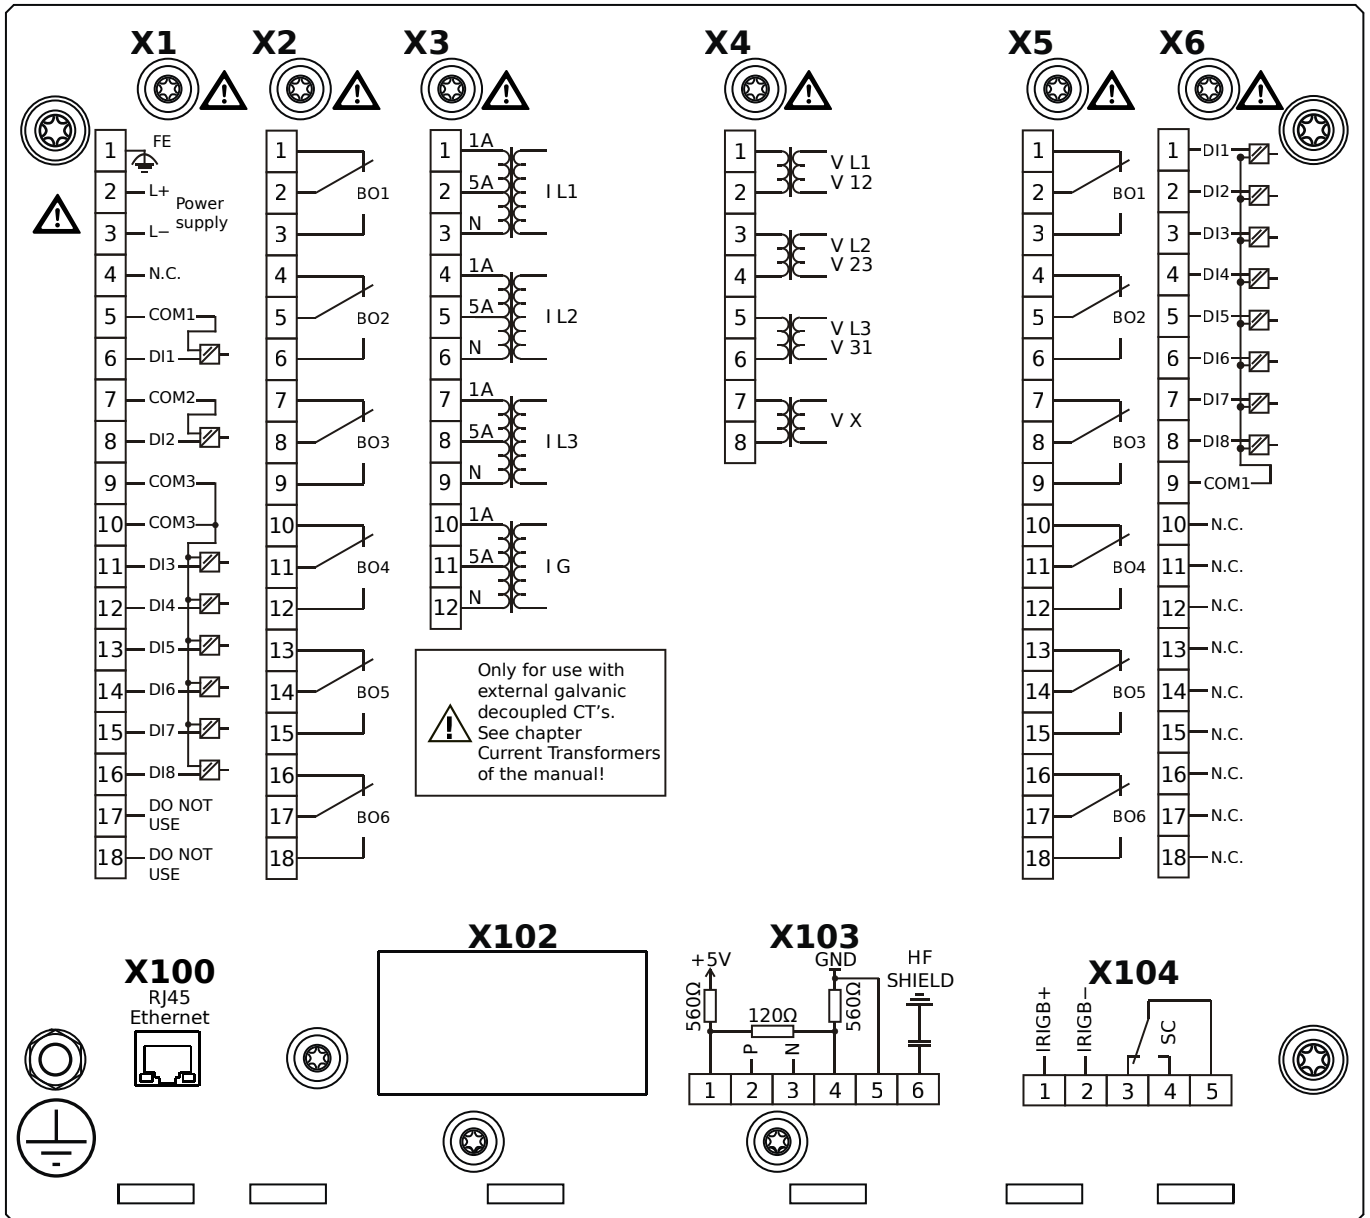 X1
X2
X3
X4
X5
X6
1 FE
2 L+
Power
supply
3 L−
4 N.C.
5 COM1
6 DI1
7 COM2
8 DI2
9 COM3
10 COM3
11 DI3
12 DI4
13 DI5
14 DI6
15 DI7
16 DI8
17 DO NOT
USE
18 DO NOT
USE
1
2 BO1
3
4
5 BO2
6
7
8 BO3
9
10
11 BO4
12
13
14 BO5
15
16
17 BO6
18
1 1A
2 5A I L1
3 N
4 1A
5 5A I L2
6 N
7 1A
8 5A I L3
9 N
10 1A
11 5A I G
12 N
Only for use with
external galvanic
decoupled CT's.
See chapter
Current Transformers
of the manual!
1 V L1
2 V 12
3 V L2
4 V 23
5 V L3
6 V 31
7 V X
8
1
2 BO1
3
4
5 BO2
6
7
8 BO3
9
10
11 BO4
12
13
14 BO5
15
16
17 BO6
18
1 DI1
2 DI2
3 DI3
4 DI4
5 DI5
6 DI6
7 DI7
8 DI8
9 COM1
10 N.C.
11 N.C.
12 N.C.
13 N.C.
14 N.C.
15 N.C.
16 N.C.
17 N.C.
18 N.C.
X100
RJ45
Ethernet
X102
X103
+5V GND HF
SHIELD
560Ω 120Ω 560Ω
P N
1 2 3 4 5 6
X104
IRIGB+ IRIGB− SC
1 2 3 4 5